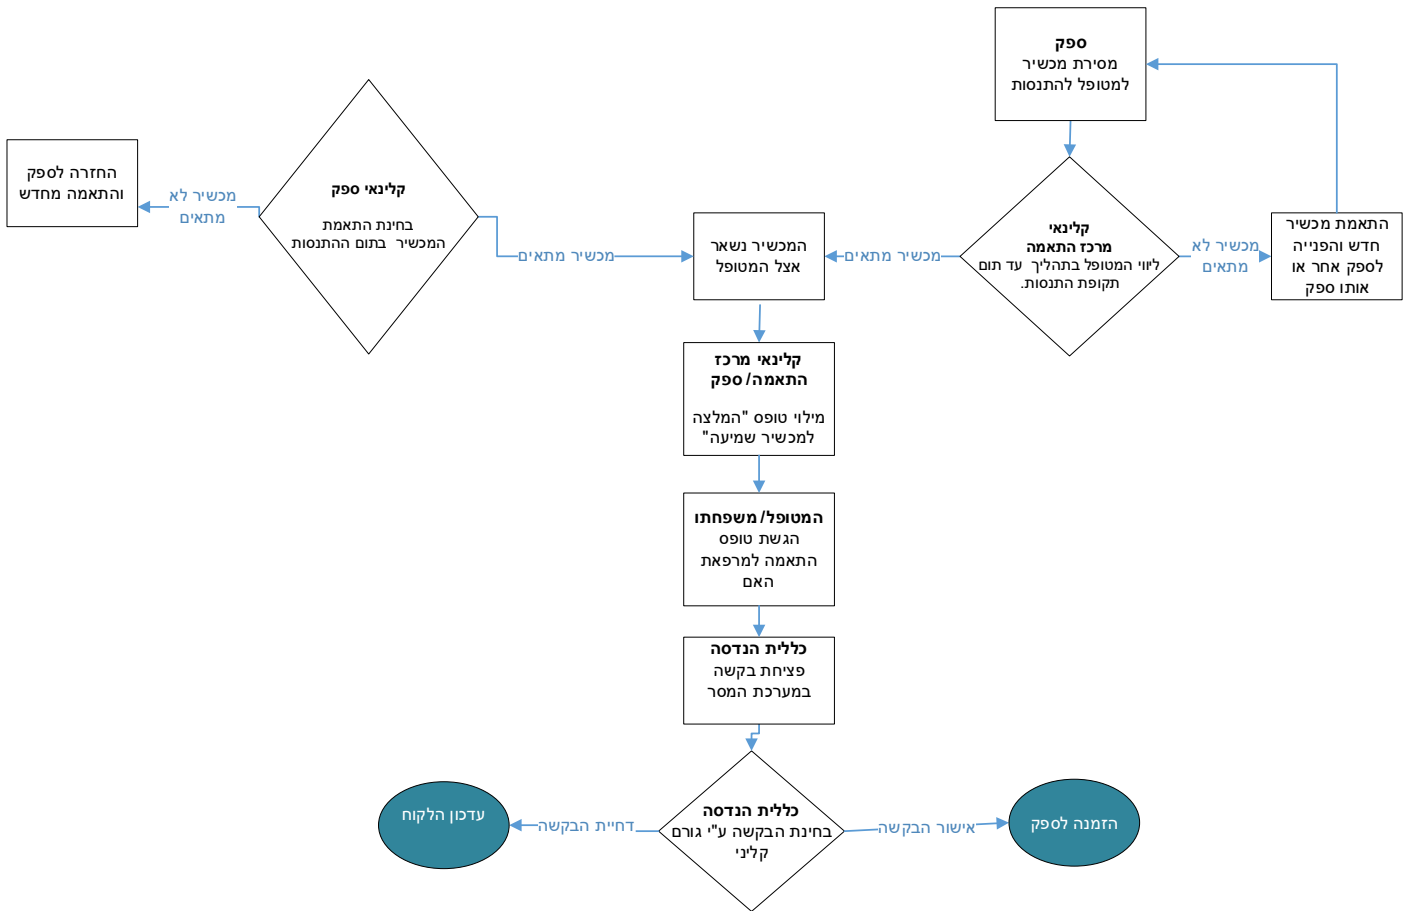 ספק
מסירת מכשיר
למטופל להתנסות
קלינאי
מרכז התאמה
ליווי המטופל בתהליך עד תום
תקופת התנסות.
מכשיר לא
מתאים
התאמת מכשיר
חדש והפנייה
לספק אחר או
אותו ספק
מכשיר מתאים
המכשיר נשאר
אצל המטופל
מכשיר מתאים
קלינאי ספק
בחינת התאמת
המכשיר בתום ההתנסות
מכשיר לא
מתאים
החזרה לספק
והתאמה מחדש
קלינאי מרכז
התאמה/ ספק
מילוי טופס "המלצה
למכשיר שמיעה"
המטופל/ משפחתו
הגשת טופס
התאמה למרפאת
האם
כללית הנדסה
פציחת בקשה
במערכת המסר
כללית הנדסה
בחינת הבקשה ע"י גורם
קליני
אישור הבקשה
הזמנה לספק
דחיית הבקשה
עדכון הלקוח